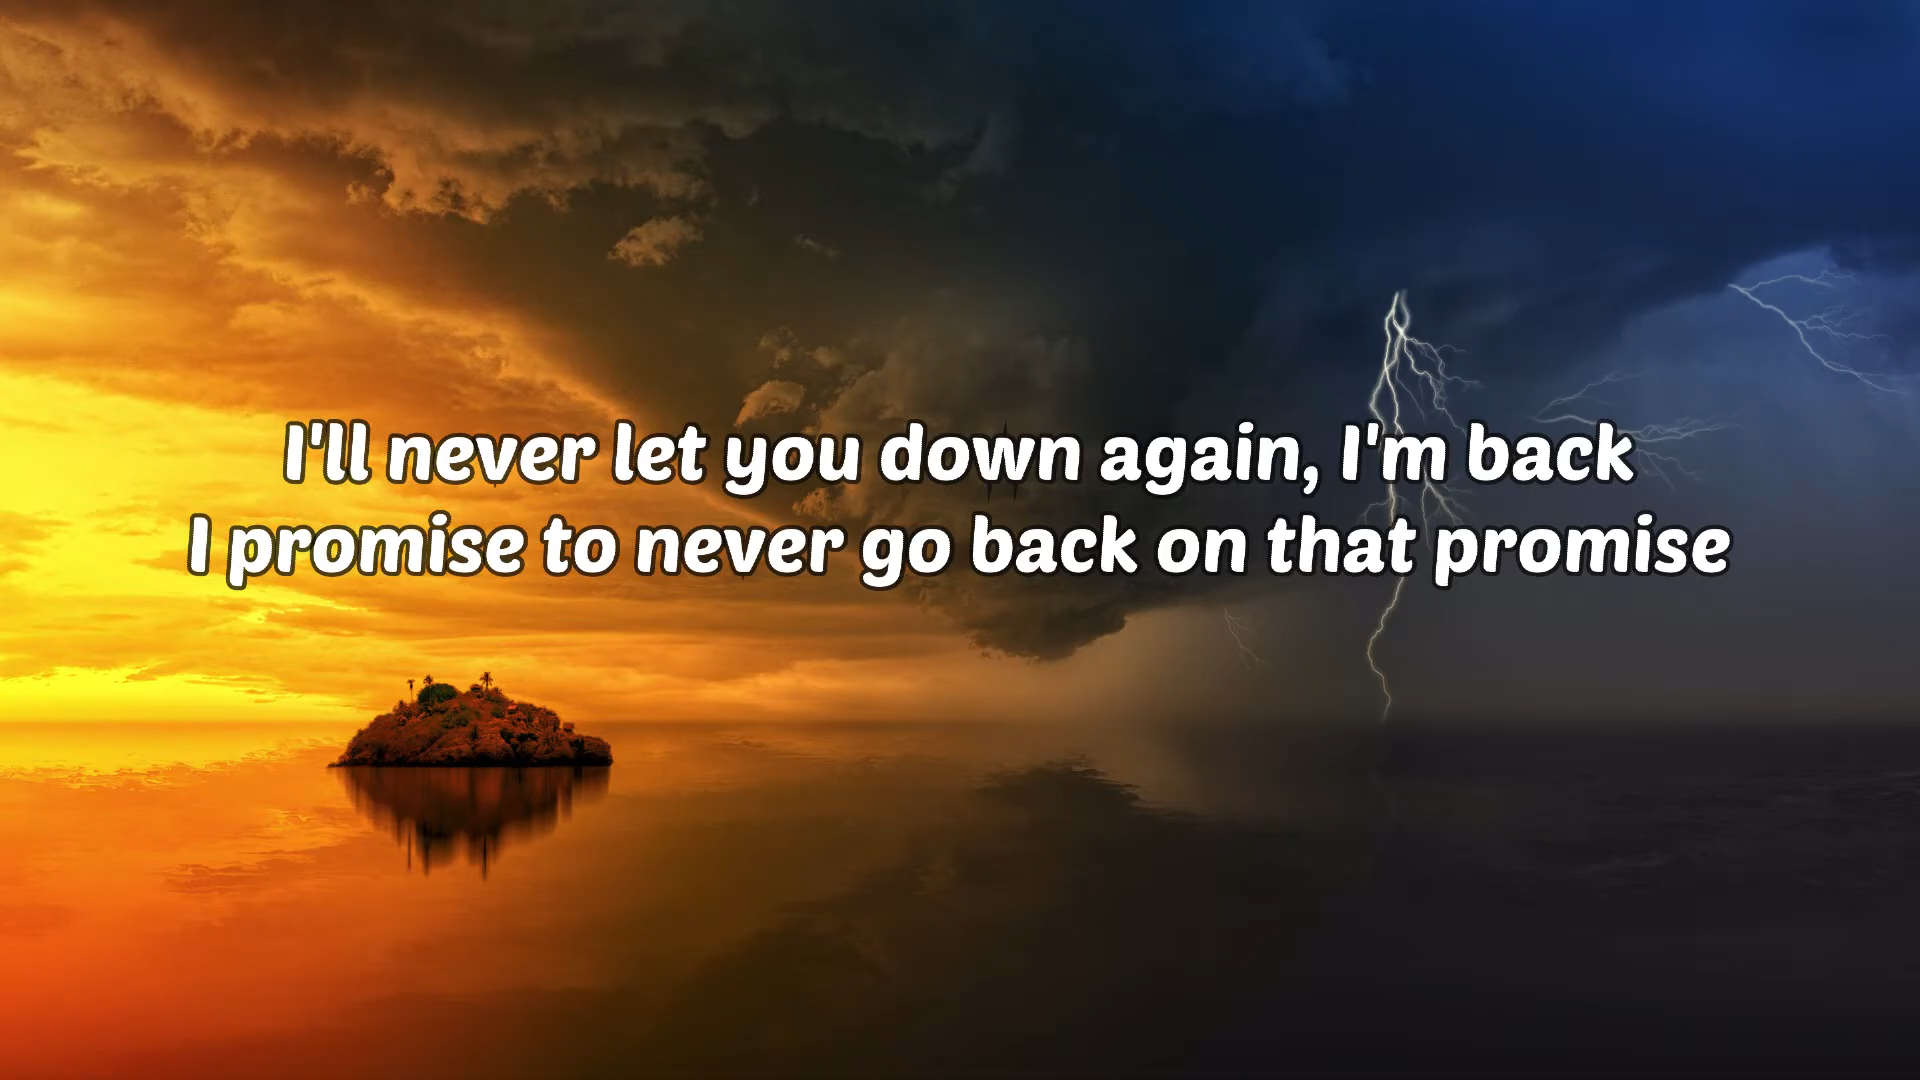 I'll never let you down again, I'm back
I promise to never go back on that promise